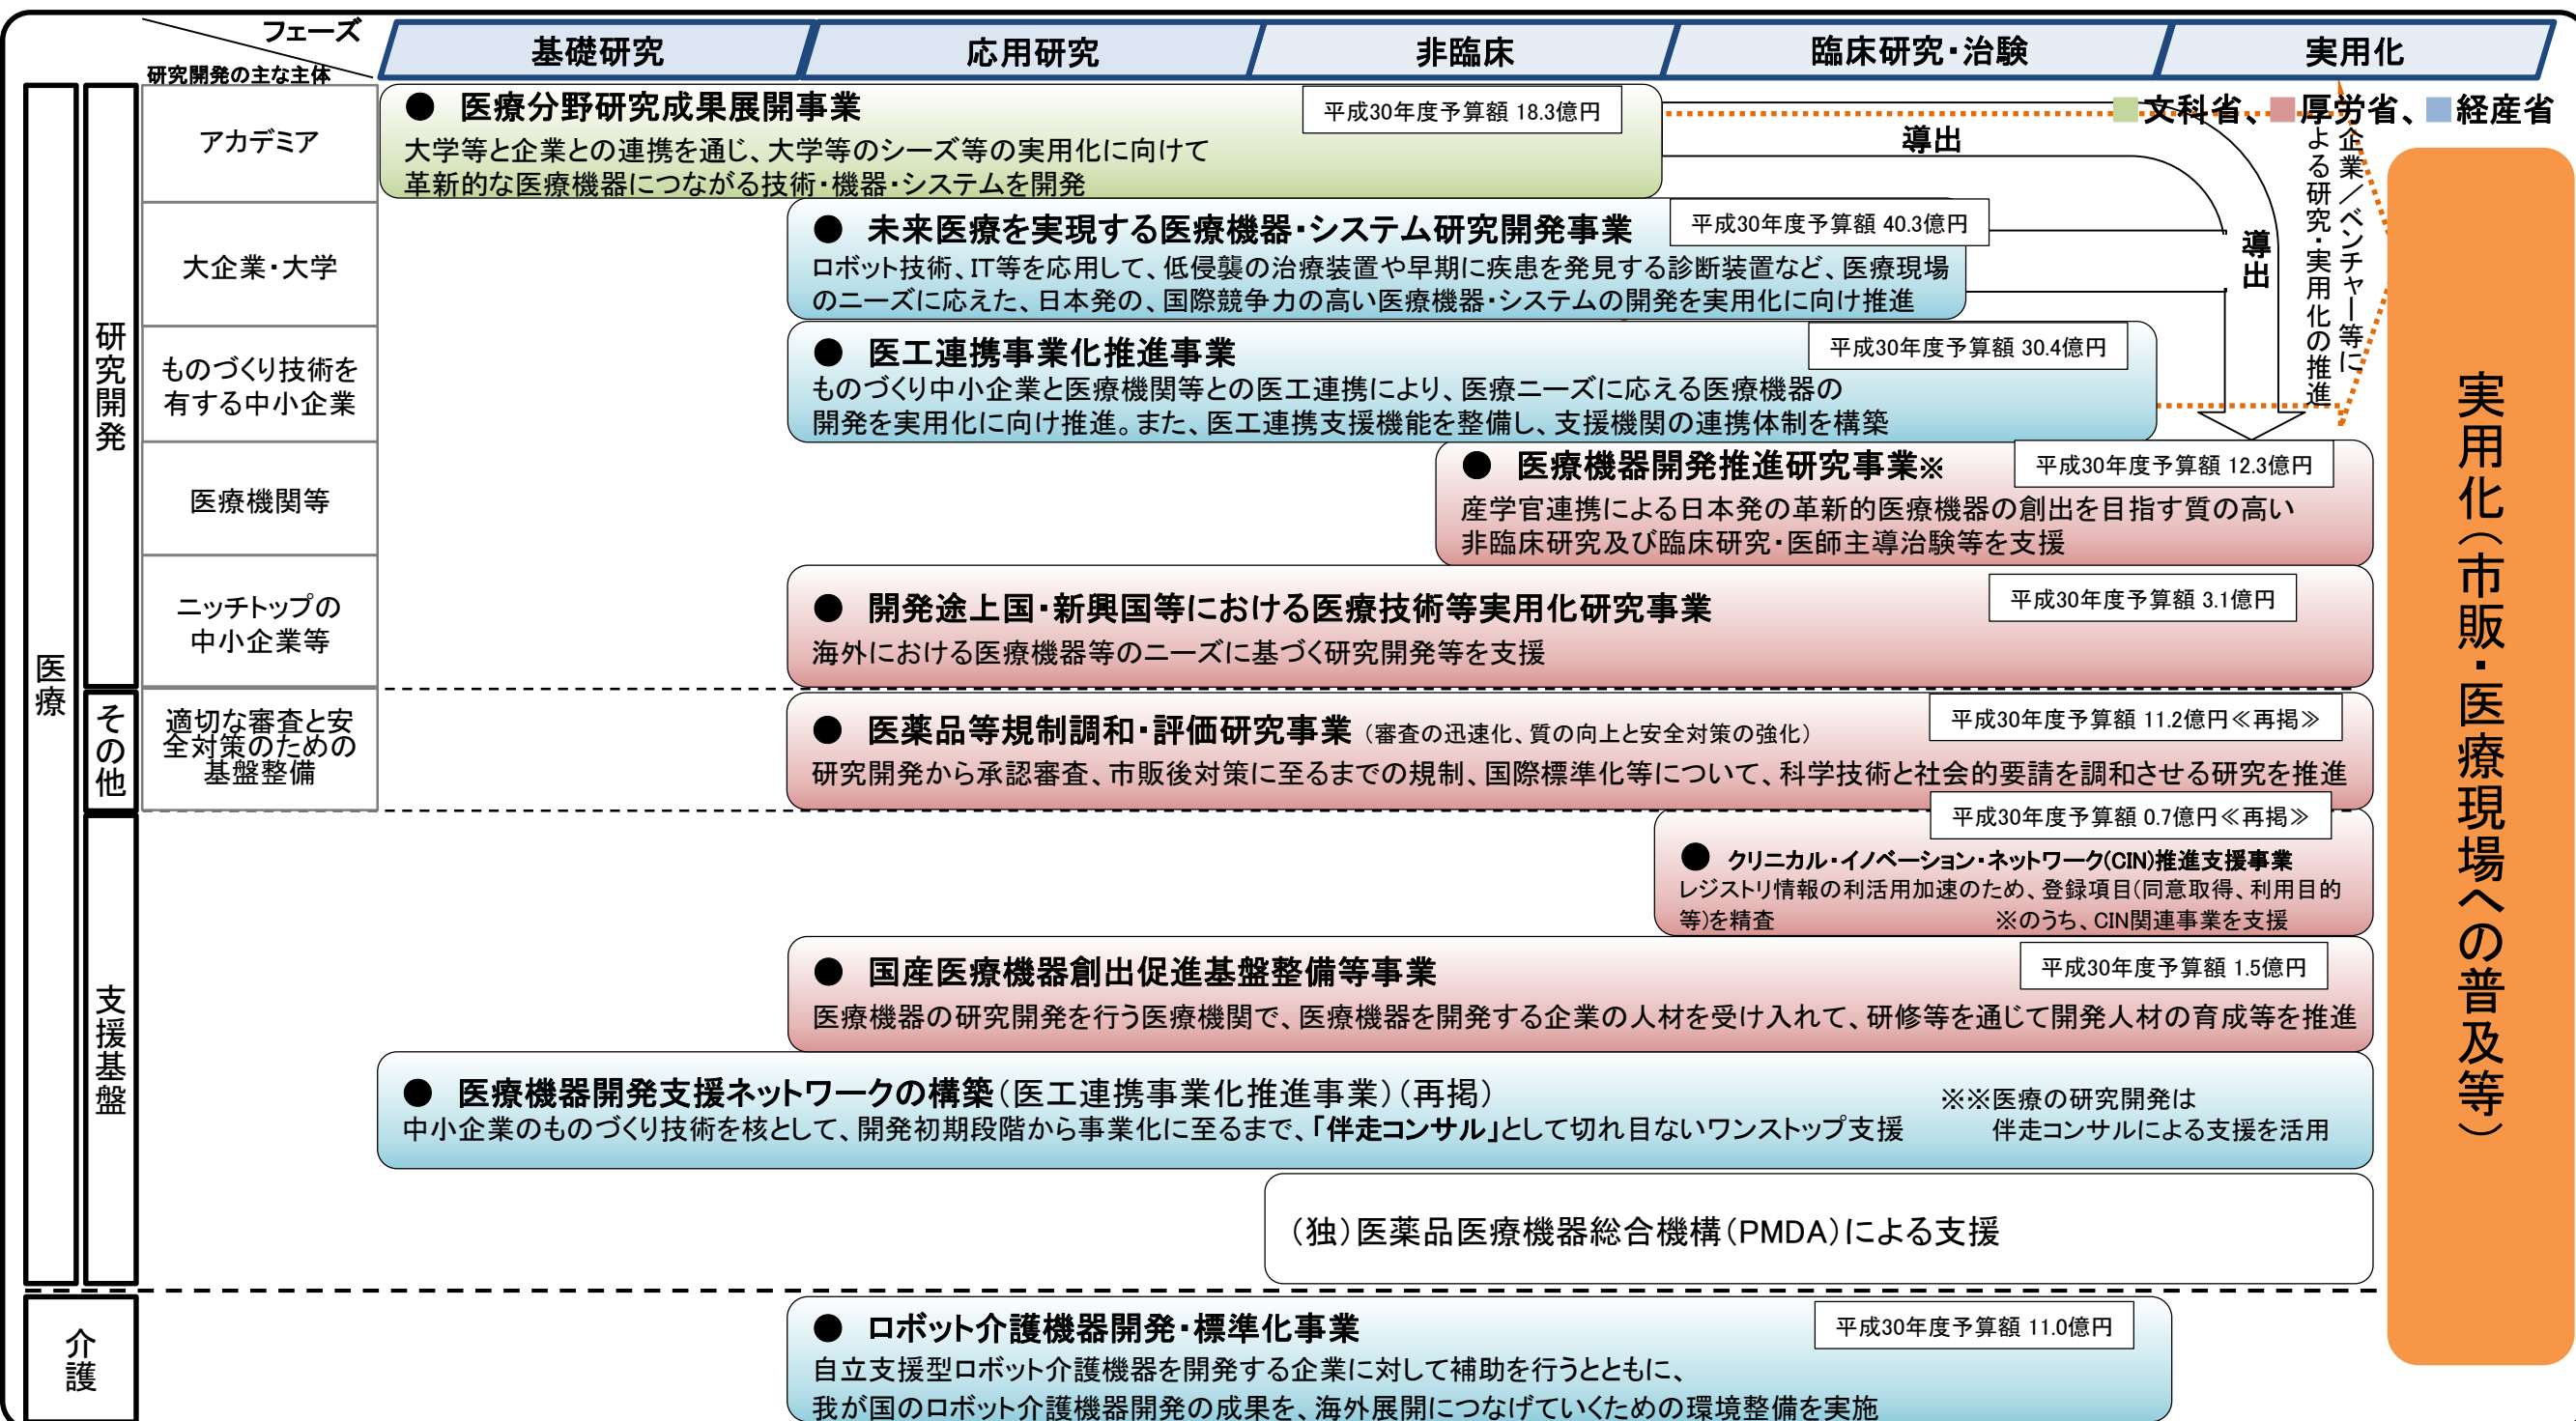 フェーズ
研究開発の主な主体
基礎研究
応用研究
非臨床
臨床研究・治験
実用化
文科省、厚労省、経産省
医療
研究開発
その他
支援基盤
介護
アカデミア
大企業・大学
ものづくり技術を
有する中小企業
医療機関等
ニッチトップの
中小企業等
適切な審査と安
全対策のための
基盤整備
● 医療分野研究成果展開事業
平成30年度予算額 18.3億円
大学等と企業との連携を通じ、大学等のシーズ等の実用化に向けて
革新的な医療機器につながる技術・機器・システムを開発
導出
導出
企業／ベンチャー等に
よる研究・実用化の推進
● 未来医療を実現する医療機器・システム研究開発事業
平成30年度予算額 40.3億円
ロボット技術、IT等を応用して、低侵襲の治療装置や早期に疾患を発見する診断装置など、医療現場
のニーズに応えた、日本発の、国際競争力の高い医療機器・システムの開発を実用化に向け推進
● 医工連携事業化推進事業
平成30年度予算額 30.4億円
ものづくり中小企業と医療機関等との医工連携により、医療ニーズに応える医療機器の
開発を実用化に向け推進。また、医工連携支援機能を整備し、支援機関の連携体制を構築
● 医療機器開発推進研究事業※
平成30年度予算額 12.3億円
産学官連携による日本発の革新的医療機器の創出を目指す質の高い
非臨床研究及び臨床研究・医師主導治験等を支援
● 開発途上国・新興国等における医療技術等実用化研究事業
平成30年度予算額 3.1億円
海外における医療機器等のニーズに基づく研究開発等を支援
● 医薬品等規制調和・評価研究事業（審査の迅速化、質の向上と安全対策の強化）
平成30年度予算額 11.2億円≪再掲≫
研究開発から承認審査、市販後対策に至るまでの規制、国際標準化等について、科学技術と社会的要請を調和させる研究を推進
平成30年度予算額 0.7億円≪再掲≫
● クリニカル・イノベーション・ネットワーク(CIN)推進支援事業
レジストリ情報の利活用加速のため、登録項目(同意取得、利用目的
等)を精査 ※のうち、CIN関連事業を支援
● 国産医療機器創出促進基盤整備等事業
平成30年度予算額 1.5億円
医療機器の研究開発を行う医療機関で、医療機器を開発する企業の人材を受け入れて、研修等を通じて開発人材の育成等を推進
● 医療機器開発支援ネットワークの構築（医工連携事業化推進事業）（再掲）
中小企業のものづくり技術を核として、開発初期段階から事業化に至るまで、「伴走コンサル」として切れ目ないワンストップ支援
※※医療の研究開発は
伴走コンサルによる支援を活用
（独）医薬品医療機器総合機構（PMDA）による支援
● ロボット介護機器開発・標準化事業
平成30年度予算額 11.0億円
自立支援型ロボット介護機器を開発する企業に対して補助を行うとともに、
我が国のロボット介護機器開発の成果を、海外展開につなげていくための環境整備を実施
実用化（市販・医療現場への普及等）